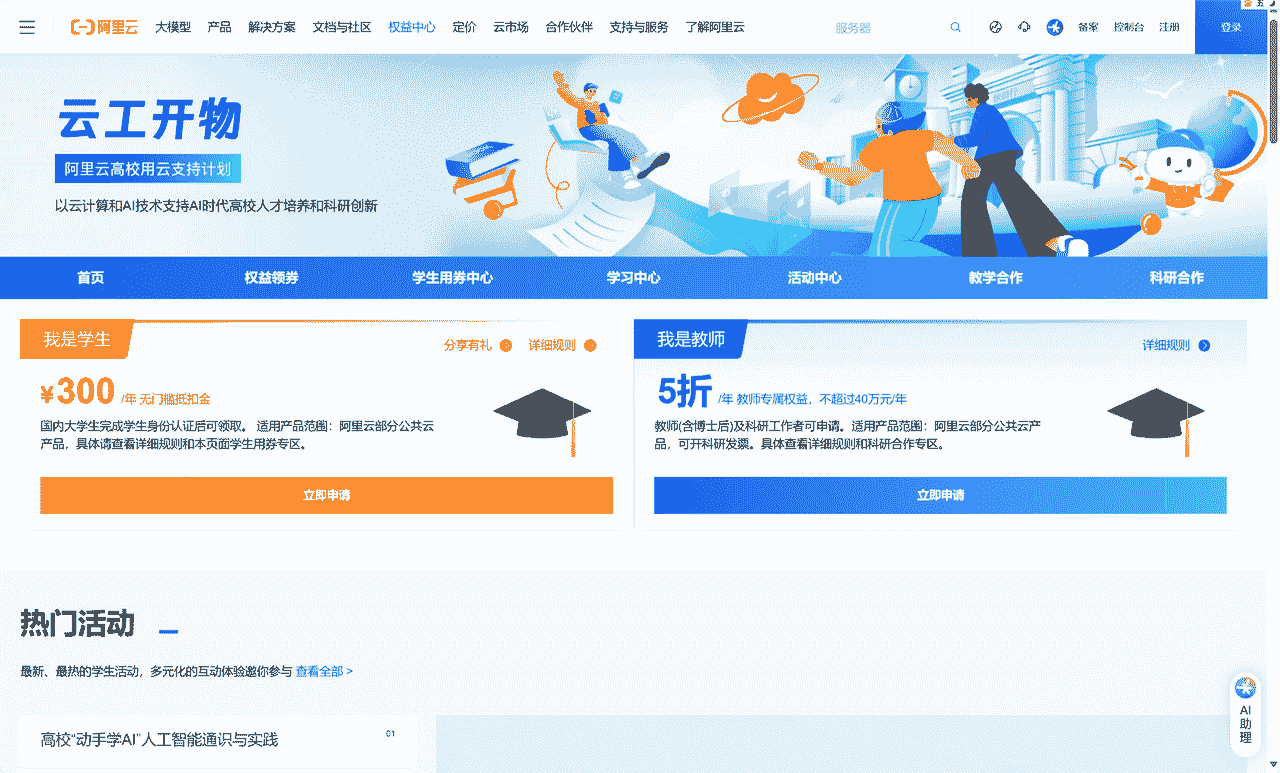 阿里云 大模型 产品 解决方案 文档与社区 权益中心 定价 云市场 合作伙伴 支持与服务 了解阿里云 服务器 备案 控制台 注册 登录
云工开物
阿里云高校用云支持计划
以云计算和AI技术支持AI时代高校人才培养和科研创新
首页 权益领券 学生用券中心 学习中心 活动中心 教学合作 科研合作
我是学生 分享有礼 详细规则
¥300 /年 无门槛抵扣金
国内大学生完成学生身份认证后可领取。 适用产品范围：阿里云部分公共云
产品，具体请查看详细规则和本页面学生用券专区。
立即申请
我是教师 详细规则
5折 /年 教师专属权益，不超过40万元/年
教师(含博士后)及科研工作者可申请。适用产品范围：阿里云部分公共云产
品，可开科研发票。具体查看详细规则和科研合作专区。
立即申请
热门活动
最新、最热的学生活动，多元化的互动体验邀你参与 查看全部 >
高校“动手学AI”人工智能通识与实践 01
AI
助
理